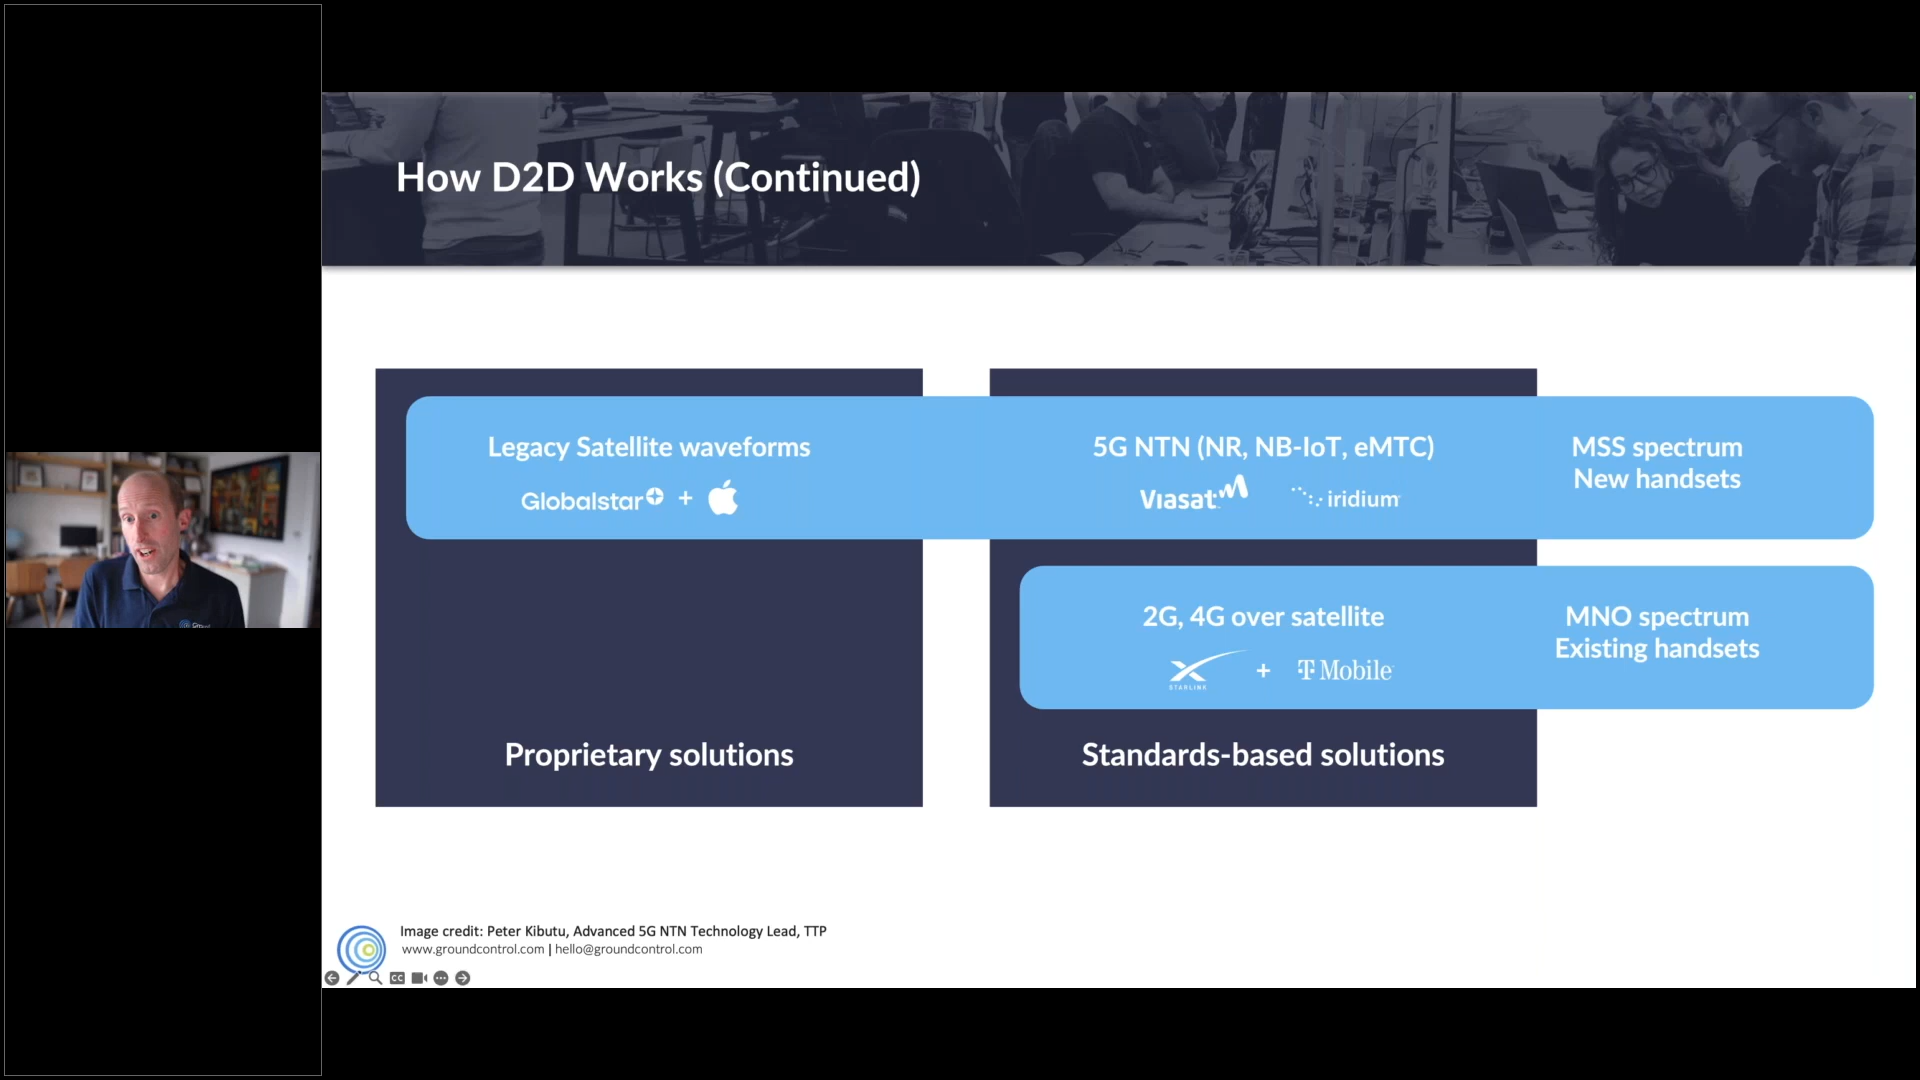 How D2D Works (Continued)
Legacy Satellite waveforms
Globalstar +
5G NTN (NR, NB-IoT, eMTC)
Viasat
iridium
MSS spectrum
New handsets
2G, 4G over satellite
STARLINK
+
T Mobile
MNO spectrum
Existing handsets
Proprietary solutions
Standards-based solutions
Image credit: Peter Kibutu, Advanced 5G NTN Technology Lead, TTP
www.groundcontrol.com | hello@groundcontrol.com
CC